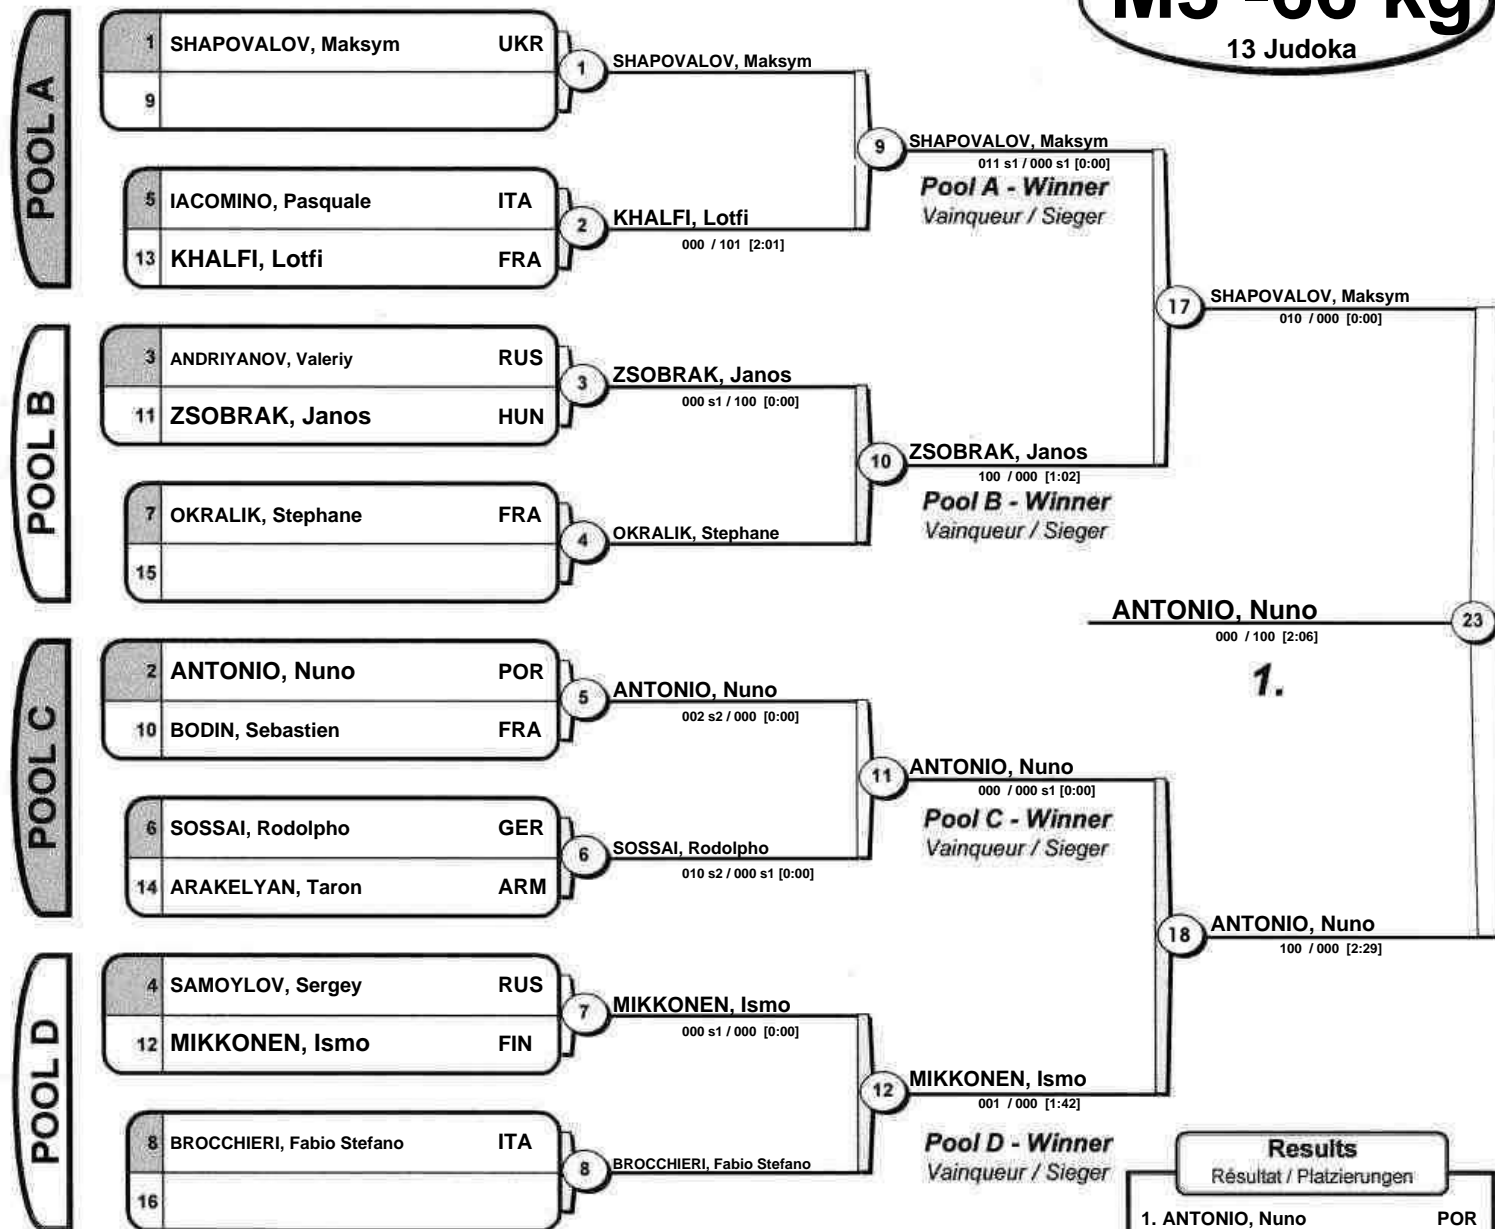 M5 -66 kg
13 Judoka
POOL A
1 SHAPOVALOV, Maksym UKR
9
1
SHAPOVALOV, Maksym
5 IACOMINO, Pasquale ITA
13 KHALFI, Lotfi FRA
2
KHALFI, Lotfi
000 / 101 [2:01]
9
SHAPOVALOV, Maksym
011 s1 / 000 s1 [0:00]
Pool A - Winner
Vainqueur / Sieger
POOL B
3 ANDRIYANOV, Valeriy RUS
11 ZSOBRAK, Janos HUN
3
ZSOBRAK, Janos
000 s1 / 100 [0:00]
7 OKRALIK, Stephane FRA
15
4
OKRALIK, Stephane
10
ZSOBRAK, Janos
100 / 000 [1:02]
Pool B - Winner
Vainqueur / Sieger
17
SHAPOVALOV, Maksym
010 / 000 [0:00]
ANTONIO, Nuno
000 / 100 [2:06]
23
1.
POOL C
2 ANTONIO, Nuno POR
10 BODIN, Sebastien FRA
5
ANTONIO, Nuno
002 s2 / 000 [0:00]
6 SOSSAI, Rodolpho GER
14 ARAKELYAN, Taron ARM
6
SOSSAI, Rodolpho
010 s2 / 000 s1 [0:00]
11
ANTONIO, Nuno
000 / 000 s1 [0:00]
Pool C - Winner
Vainqueur / Sieger
18
ANTONIO, Nuno
100 / 000 [2:29]
POOL D
4 SAMOYLOV, Sergey RUS
12 MIKKONEN, Ismo FIN
7
MIKKONEN, Ismo
000 s1 / 000 [0:00]
8 BROCCHIERI, Fabio Stefano ITA
16
8
BROCCHIERI, Fabio Stefano
12
MIKKONEN, Ismo
001 / 000 [1:42]
Pool D - Winner
Vainqueur / Sieger
Results
Résultat / Platzierungen
1. ANTONIO, Nuno POR